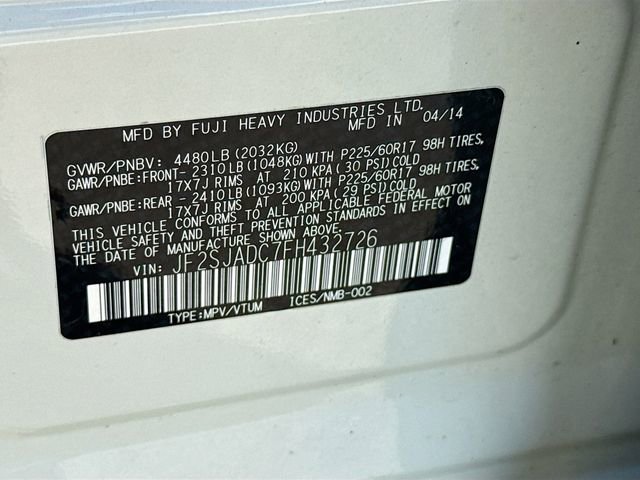 MFD BY FUJI HEAVY INDUSTRIES LTD.
MFD IN 04/14
GVWR/PNBV: 4480LB(2032KG)
GAWR/PNBE:FRONT- 2310LB(1048KG)WITH P225/60R17 98H TIRES,
17X7J RIMS AT 210 KPA(30 PSI)COLD
GAWR/PNBE:REAR - 2410LB(1093KG)WITH P225/60R17 98H TIRES,
17X7J RIMS AT 200 KPA(29 PSI)COLD
THIS VEHICLE CONFORMS TO ALL APPLICABLE FEDERAL MOTOR
VEHICLE SAFETY AND THEFT PREVENTION STANDARDS IN EFFECT ON
THE DATE OF MANUFACTURE SHOWN ABOVE.
VIN: JF2SJADC7FH432726
TYPE:MPV/VTUM ICES/NMB-002